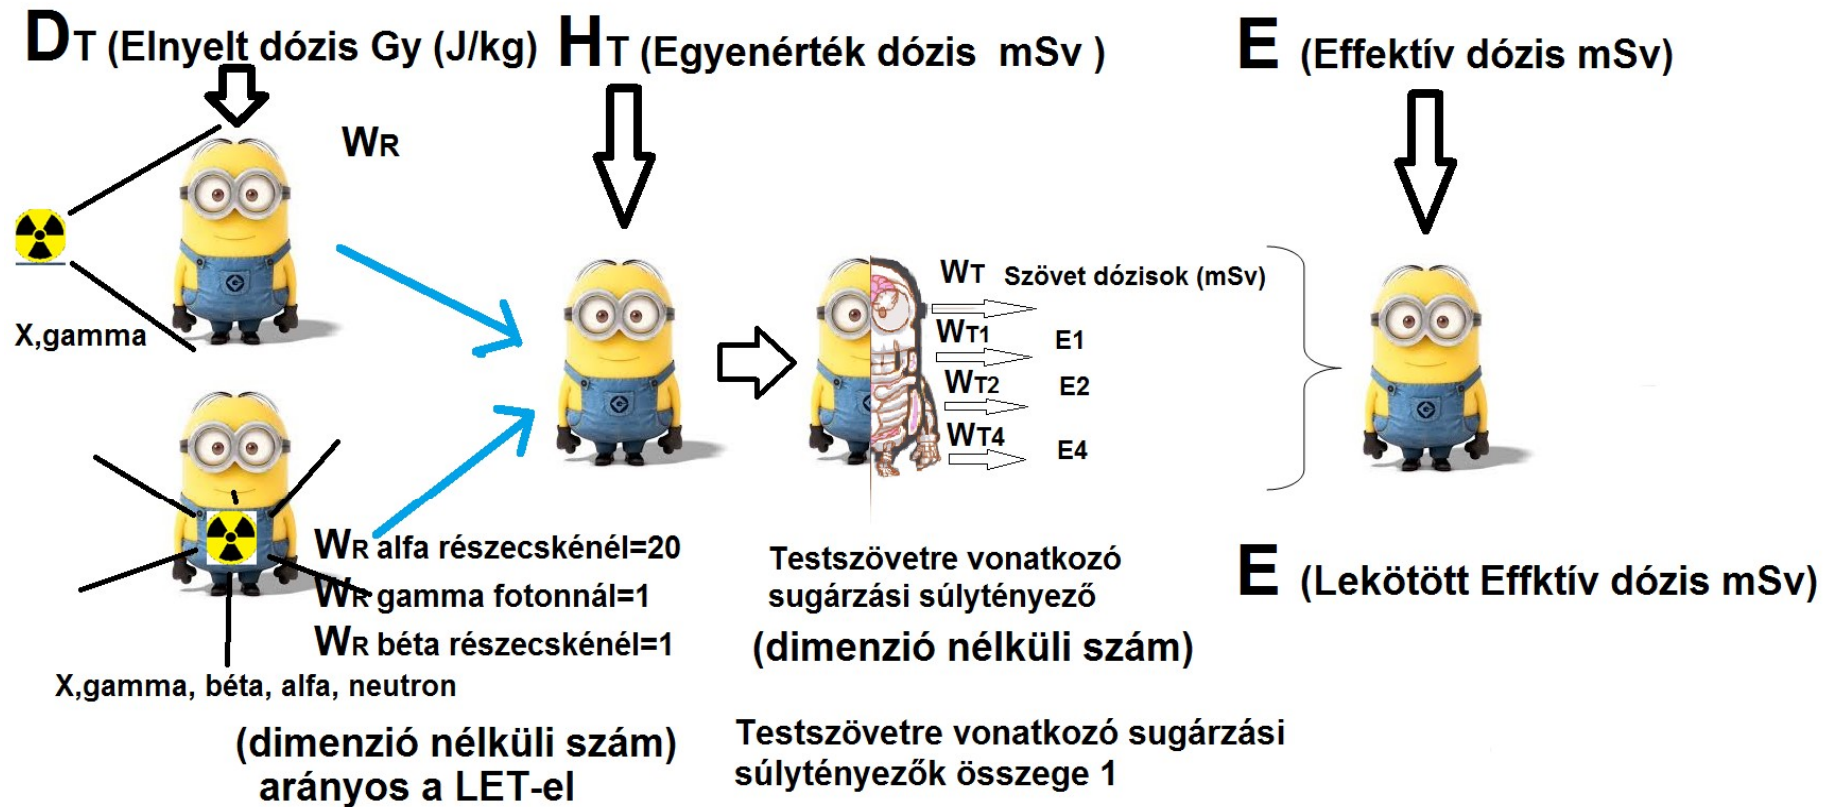 DT (Elnyelt dózis Gy (J/kg)
HT (Egyenérték dózis mSv )
E (Effektív dózis mSv)
WR
X,gamma
WT Szövet dózisok (mSv)
WT1 E1
WT2 E2
WT4 E4
WR alfa részecskénél=20
WR gamma fotonnál=1
WR béta részecskénél=1
X,gamma, béta, alfa, neutron
(dimenzió nélküli szám)
arányos a LET-el
Testszövetre vonatkozó
sugárzási súlytényező
(dimenzió nélküli szám)
Testszövetre vonatkozó sugárzási
súlytényezők összege 1
E (Lekötött Effktív dózis mSv)